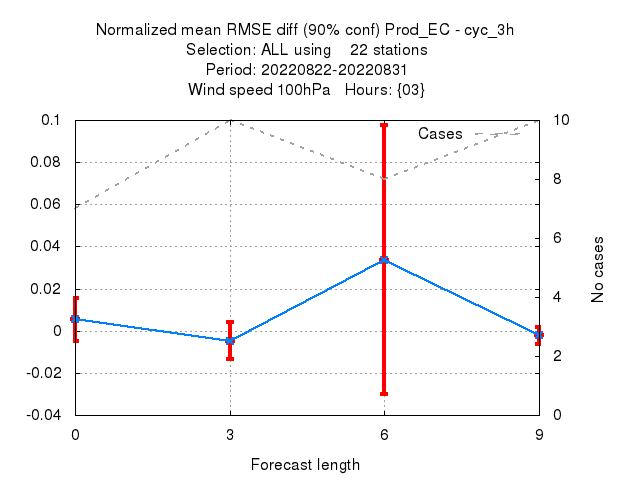 Normalized mean RMSE diff (90% conf) Prod_EC - cyc_3h
Selection: ALL using    22 stations
Period: 20220822-20220831
Wind speed 100hPa   Hours: {03}
Cases
0.1
0.08
0.06
0.04
0.02
0
-0.02
-0.04
10
8
6
4
2
0
No cases
0 3 6 9
Forecast length